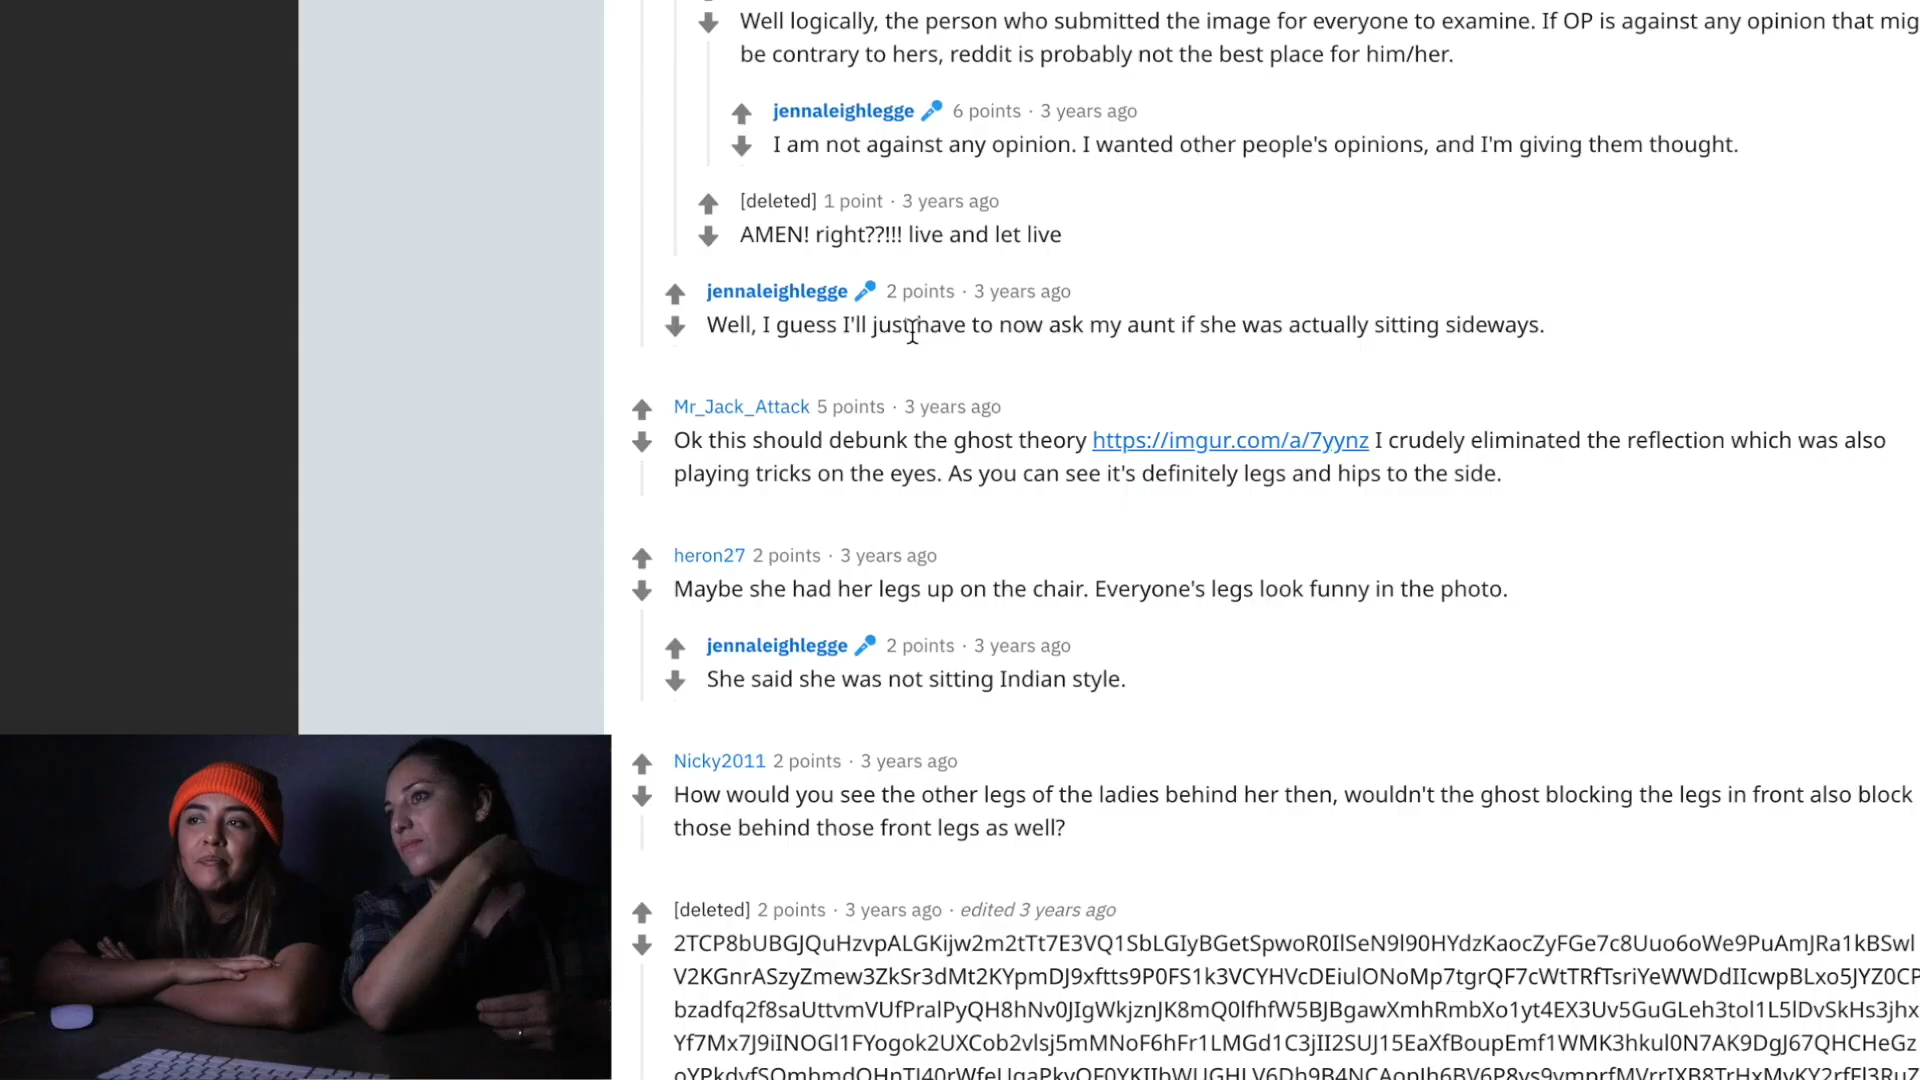 Well logically, the person who submitted the image for everyone to examine. If OP is against any opinion that mig
be contrary to hers, reddit is probably not the best place for him/her.
jennaleighlegge 6 points · 3 years ago
I am not against any opinion. I wanted other people's opinions, and I'm giving them thought.
[deleted] 1 point · 3 years ago
AMEN! right??!!! live and let live
jennaleighlegge 2 points · 3 years ago
Well, I guess I'll just have to now ask my aunt if she was actually sitting sideways.
Mr_Jack_Attack 5 points · 3 years ago
Ok this should debunk the ghost theory https://imgur.com/a/7yynz I crudely eliminated the reflection which was also
playing tricks on the eyes. As you can see it's definitely legs and hips to the side.
heron27 2 points · 3 years ago
Maybe she had her legs up on the chair. Everyone's legs look funny in the photo.
jennaleighlegge 2 points · 3 years ago
She said she was not sitting Indian style.
Nicky2011 2 points · 3 years ago
How would you see the other legs of the ladies behind her then, wouldn't the ghost blocking the legs in front also block
those behind those front legs as well?
[deleted] 2 points · 3 years ago · edited 3 years ago